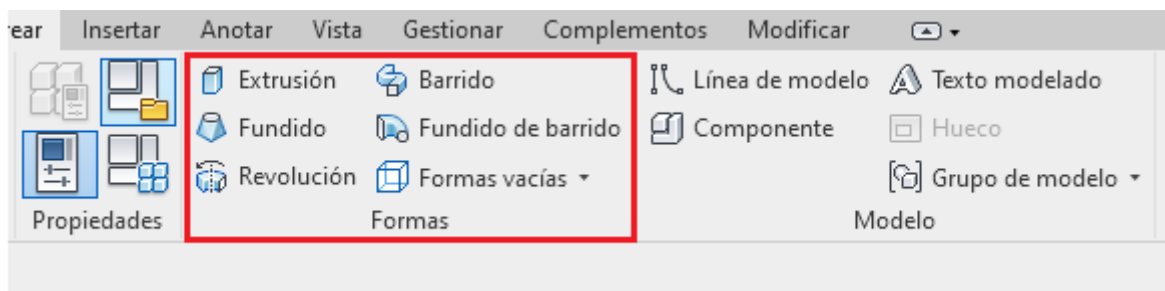 ear Insertar Anotar Vista Gestionar Complementos Modificar
Extrusión Barrido Línea de modelo Texto modelado
Fundido Fundido de barrido Componente Hueco
Revolución Formas vacías Grupo de modelo
Propiedades Formas Modelo